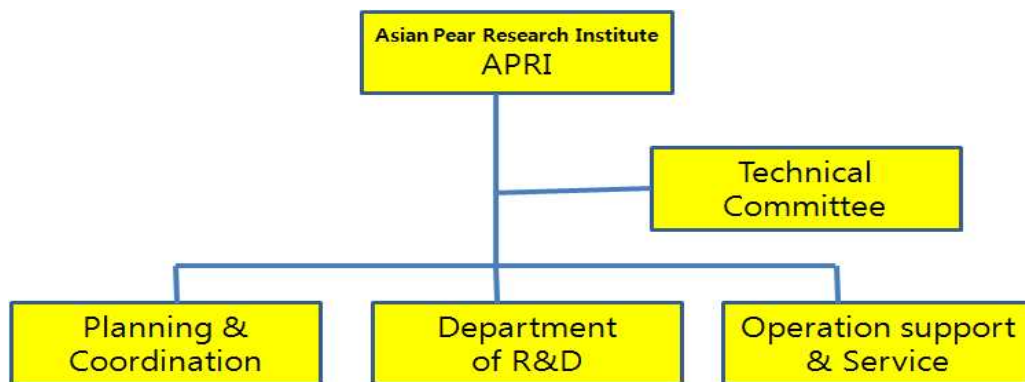 Asian Pear Research Institute
APRI
Technical
Committee
Planning &
Coordination
Department
of R&D
Operation support
& Service